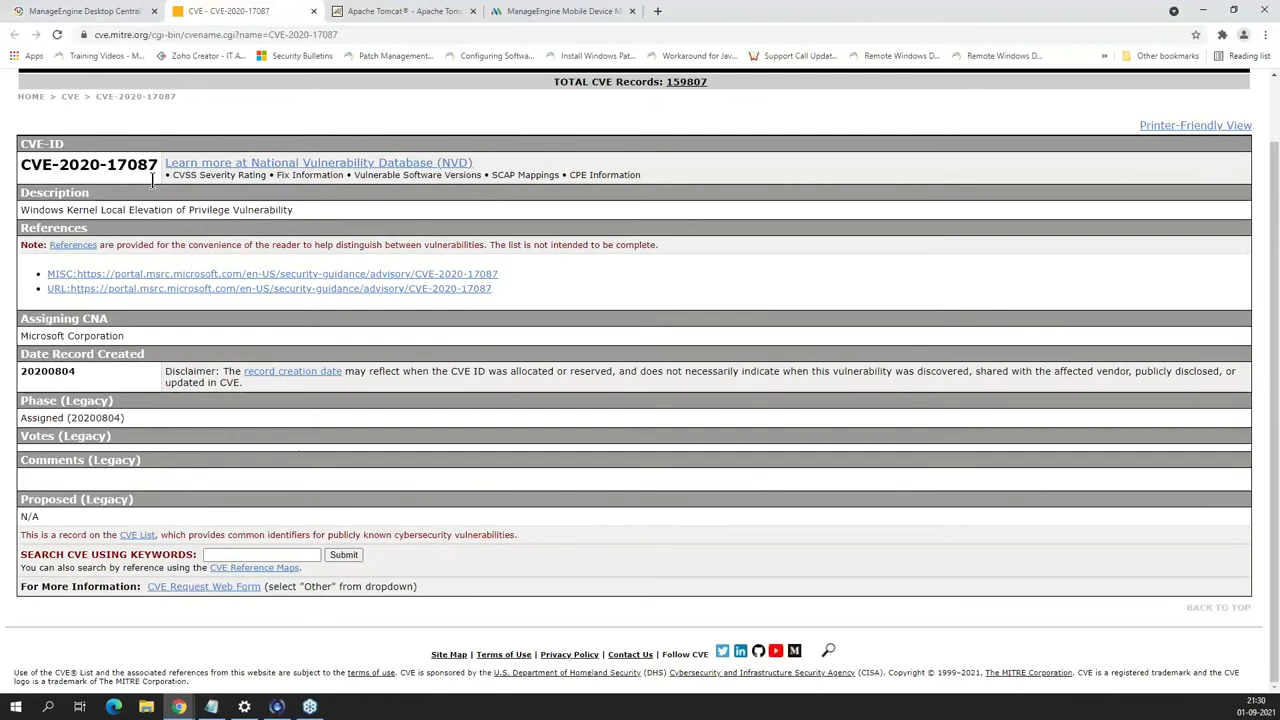 ManageEngine Desktop Central
CVE - CVE-2020-17087
Apache Tomcat® - Apache Tomc
ManageEngine Mobile Device M
cve.mitre.org/cgi-bin/cvename.cgi?name=CVE-2020-17087
Apps
Training Videos - M...
Zoho Creator - IT A...
Security Bulletins
Patch Management...
Configuring Softwa...
Install Windows Pat...
Workaround for Jav...
Support Call Updat...
Remote Windows D...
Remote Windows D...
»
Other bookmarks
Reading list
TOTAL CVE Records: 159807
HOME > CVE > CVE-2020-17087
Printer-Friendly View
CVE-ID
CVE-2020-17087
Learn more at National Vulnerability Database (NVD)
• CVSS Severity Rating • Fix Information • Vulnerable Software Versions • SCAP Mappings • CPE Information
Description
Windows Kernel Local Elevation of Privilege Vulnerability
References
Note: References are provided for the convenience of the reader to help distinguish between vulnerabilities. The list is not intended to be complete.
• MISC:https://portal.msrc.microsoft.com/en-US/security-guidance/advisory/CVE-2020-17087
• URL:https://portal.msrc.microsoft.com/en-US/security-guidance/advisory/CVE-2020-17087
Assigning CNA
Microsoft Corporation
Date Record Created
20200804
Disclaimer: The record creation date may reflect when the CVE ID was allocated or reserved, and does not necessarily indicate when this vulnerability was discovered, shared with the affected vendor, publicly disclosed, or
updated in CVE.
Phase (Legacy)
Assigned (20200804)
Votes (Legacy)
Comments (Legacy)
Proposed (Legacy)
N/A
This is a record on the CVE List, which provides common identifiers for publicly known cybersecurity vulnerabilities.
SEARCH CVE USING KEYWORDS: Submit
You can also search by reference using the CVE Reference Maps.
For More Information: CVE Request Web Form (select "Other" from dropdown)
BACK TO TOP
Site Map | Terms of Use | Privacy Policy | Contact Us | Follow CVE
Use of the CVE® List and the associated references from this website are subject to the terms of use. CVE is sponsored by the U.S. Department of Homeland Security (DHS) Cybersecurity and Infrastructure Security Agency (CISA). Copyright © 1999–2021, The MITRE Corporation. CVE is a registered trademark and the CVE
logo is a trademark of The MITRE Corporation.
21:30
01-09-2021